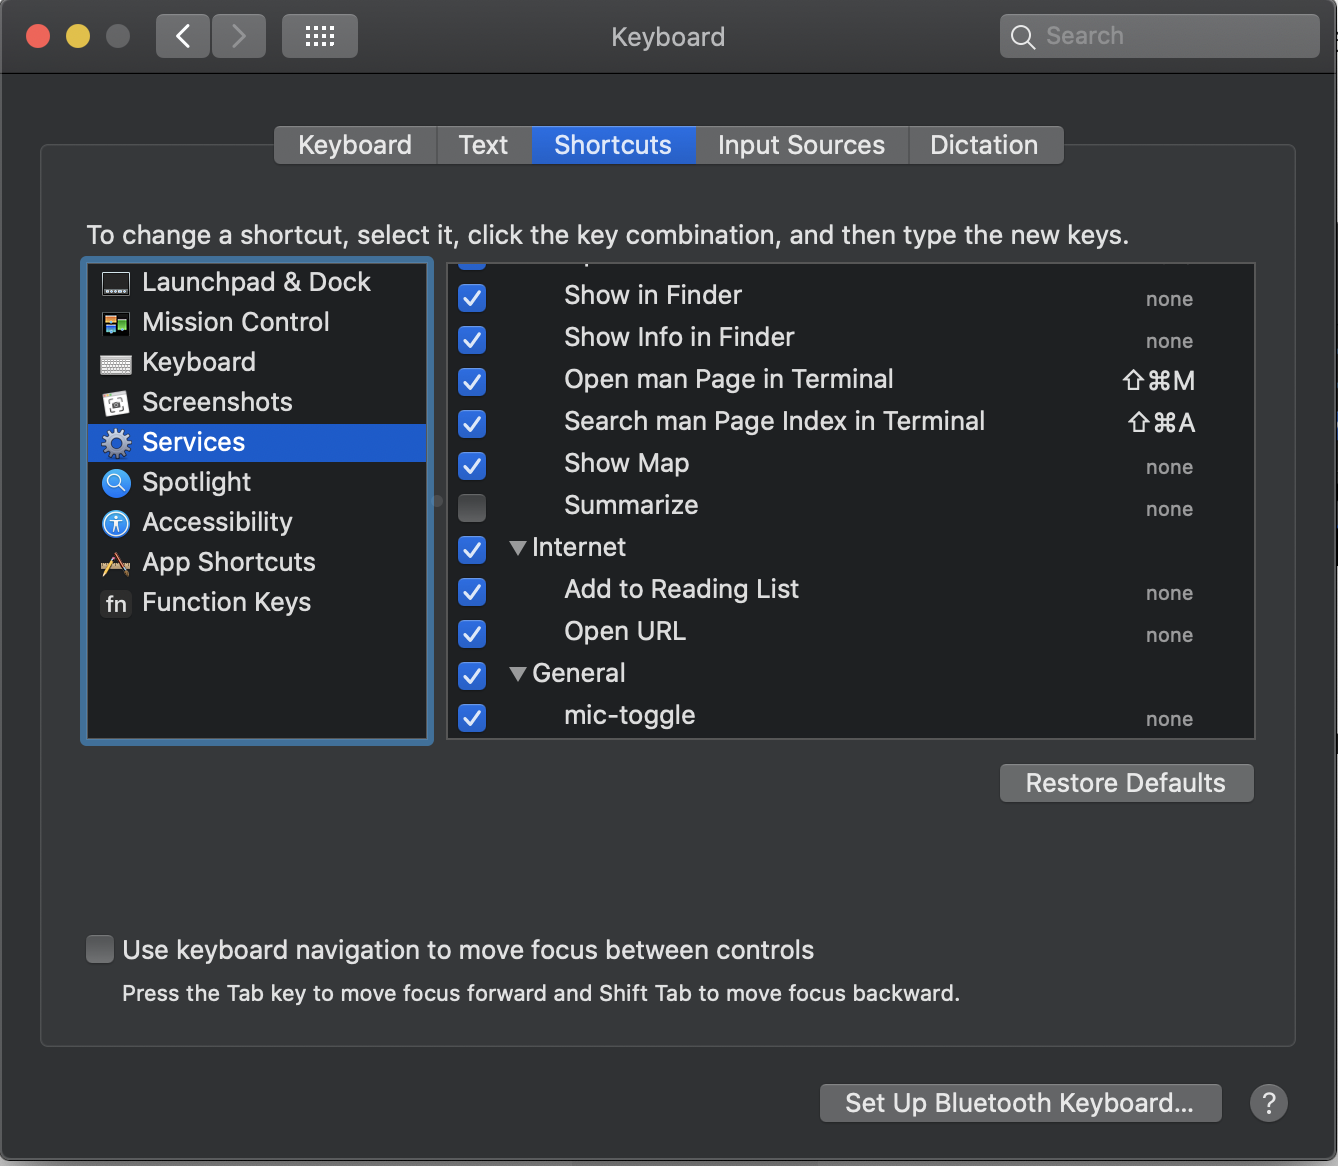 Keyboard
Search
Keyboard
Text
Shortcuts
Input Sources
Dictation
To change a shortcut, select it, click the key combination, and then type the new keys.
Launchpad & Dock
Mission Control
Keyboard
Screenshots
Services
Spotlight
Accessibility
App Shortcuts
fn Function Keys
Show in Finder none
Show Info in Finder none
Open man Page in Terminal ⇧⌘M
Search man Page Index in Terminal ⇧⌘A
Show Map none
Summarize none
Internet
Add to Reading List none
Open URL none
General
mic-toggle none
Restore Defaults
Use keyboard navigation to move focus between controls
Press the Tab key to move focus forward and Shift Tab to move focus backward.
Set Up Bluetooth Keyboard... ?